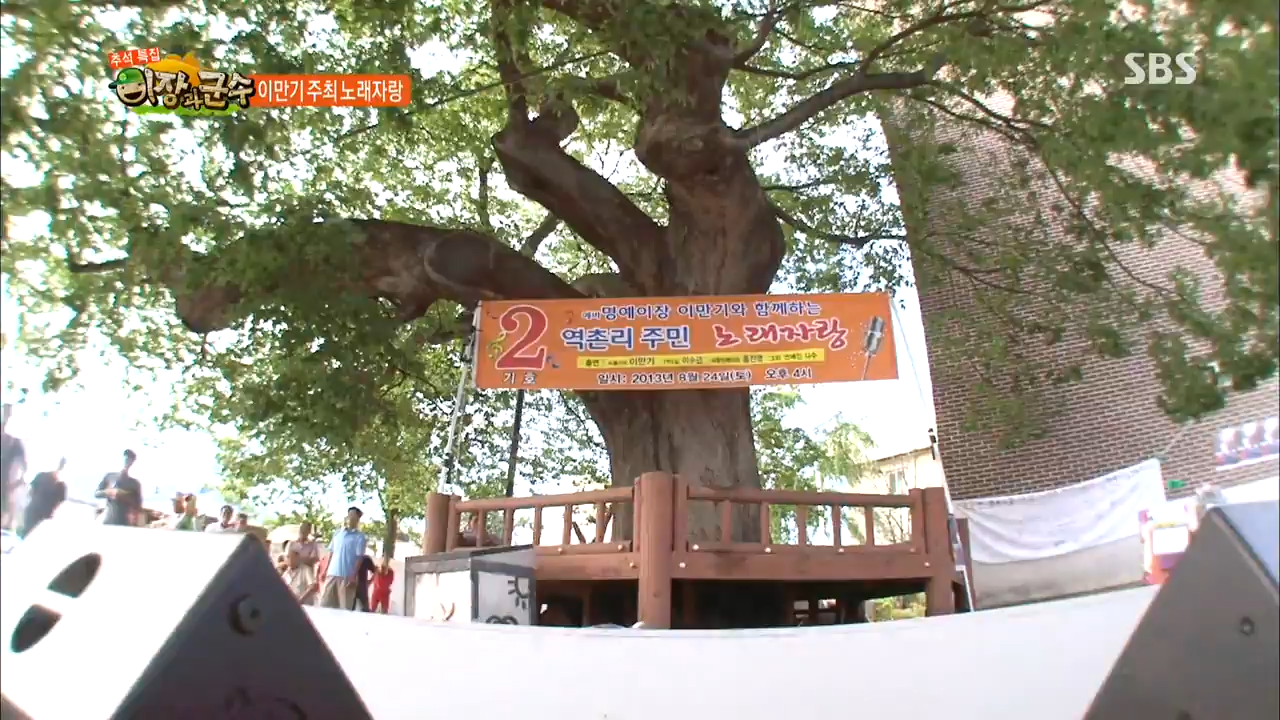 추석 특집
이장과 군수
이만기 주최 노래자랑
SBS
2
기호
명예이장 이만기와 함께하는
역촌리 주민 노래자랑
이만기
일시: 2013년 8월 24일(토) 오후 4시